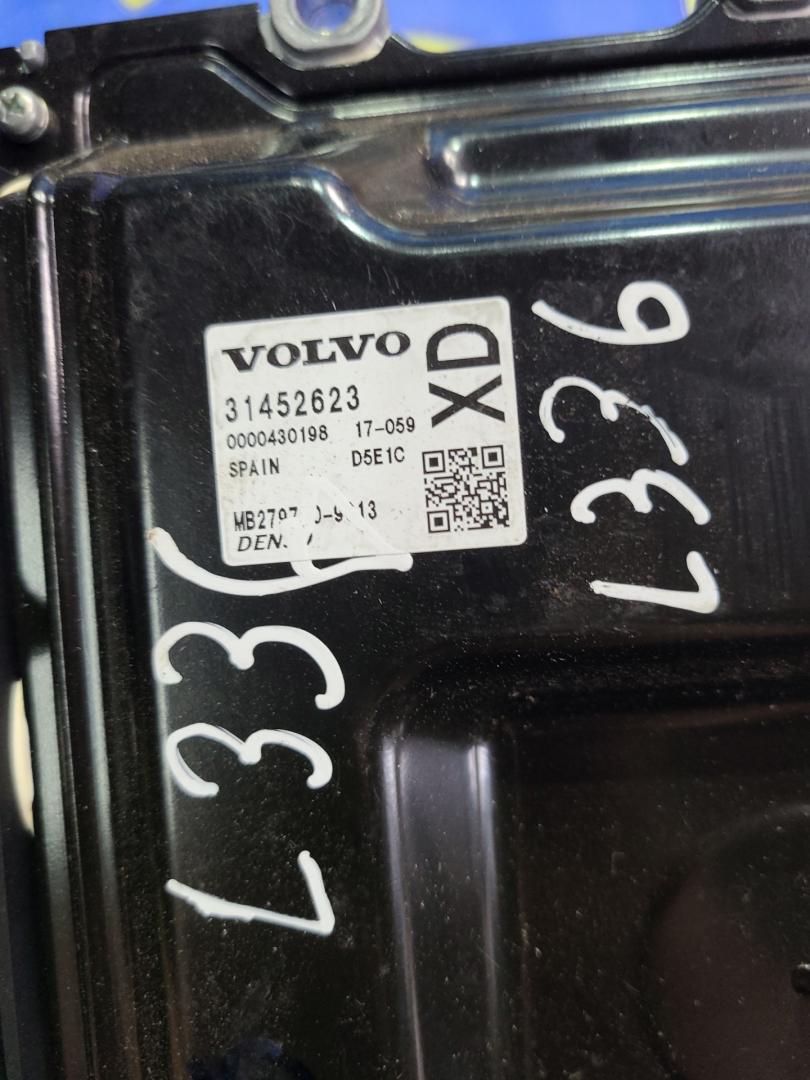 VOLVO
XD
31452623
0000430198 17-059
SPAIN D5E1C
L336
L336